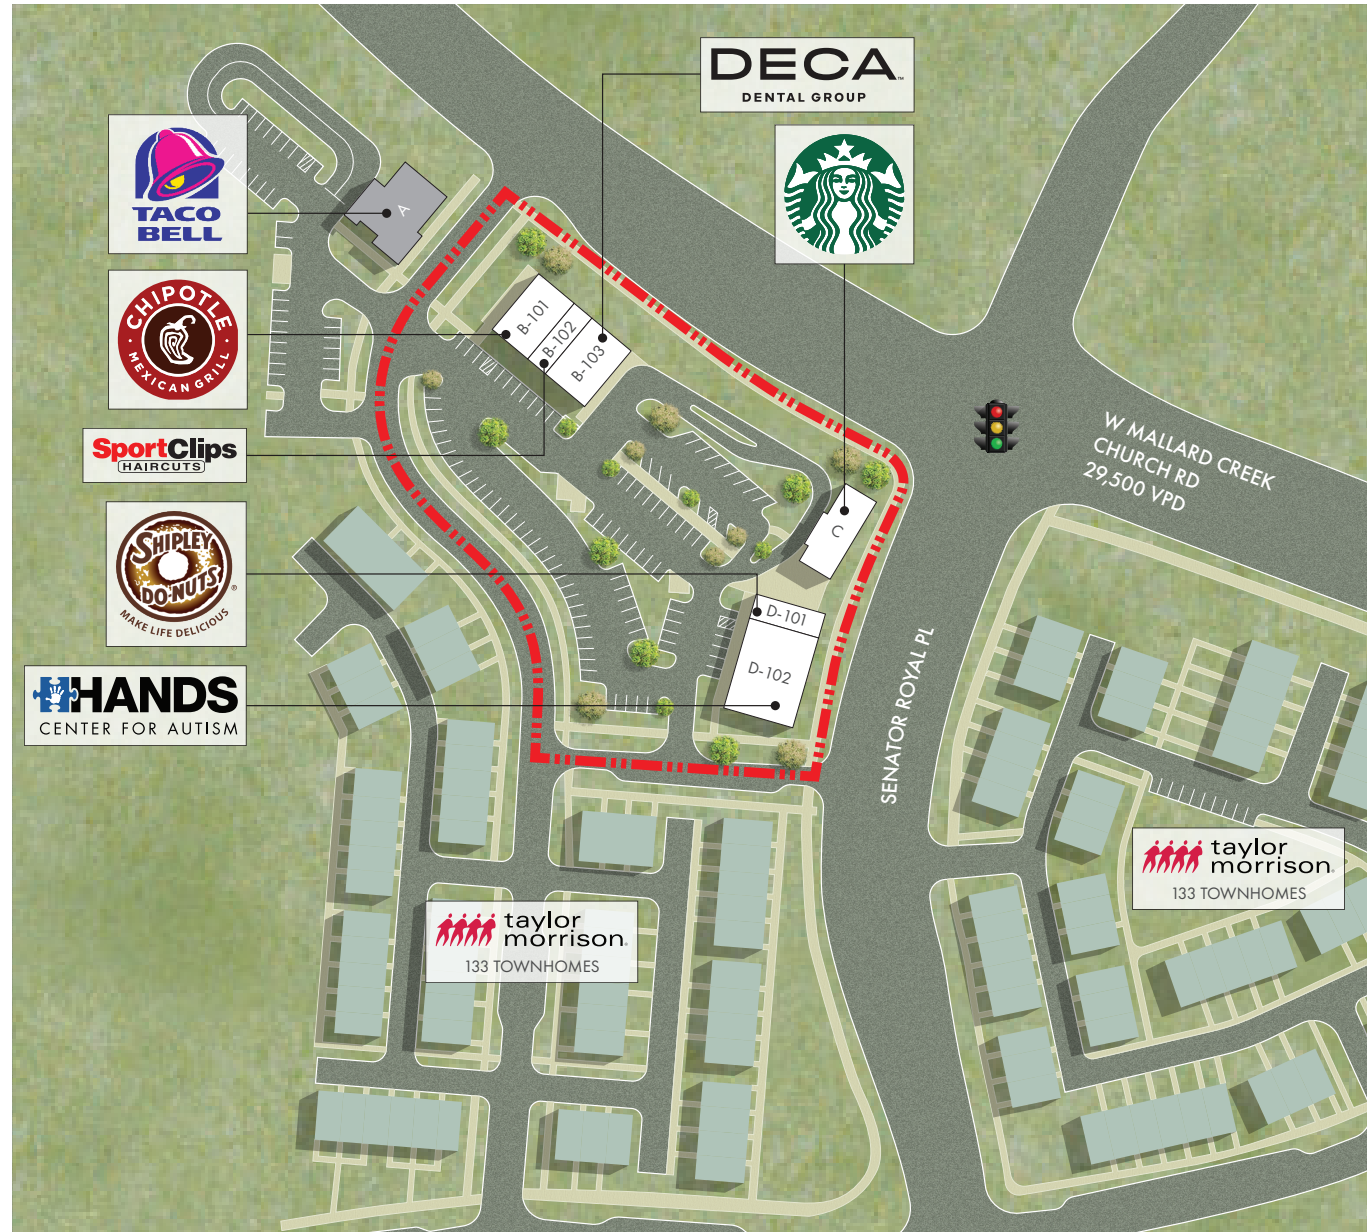 DECA™
DENTAL GROUP
TACO
BELL
A
CHIPOTLE
MEXICAN GRILL
B-101
B-102
B-103
SportClips
HAIRCUTS
W MALLARD CREEK
CHURCH RD
29,500 VPD
C
SHIPLEY
DO-NUTS®
MAKE LIFE DELICIOUS
D-101
D-102
HANDS
CENTER FOR AUTISM
SENATOR ROYAL PL
taylor
morrison®
133 TOWNHOMES
taylor
morrison®
133 TOWNHOMES